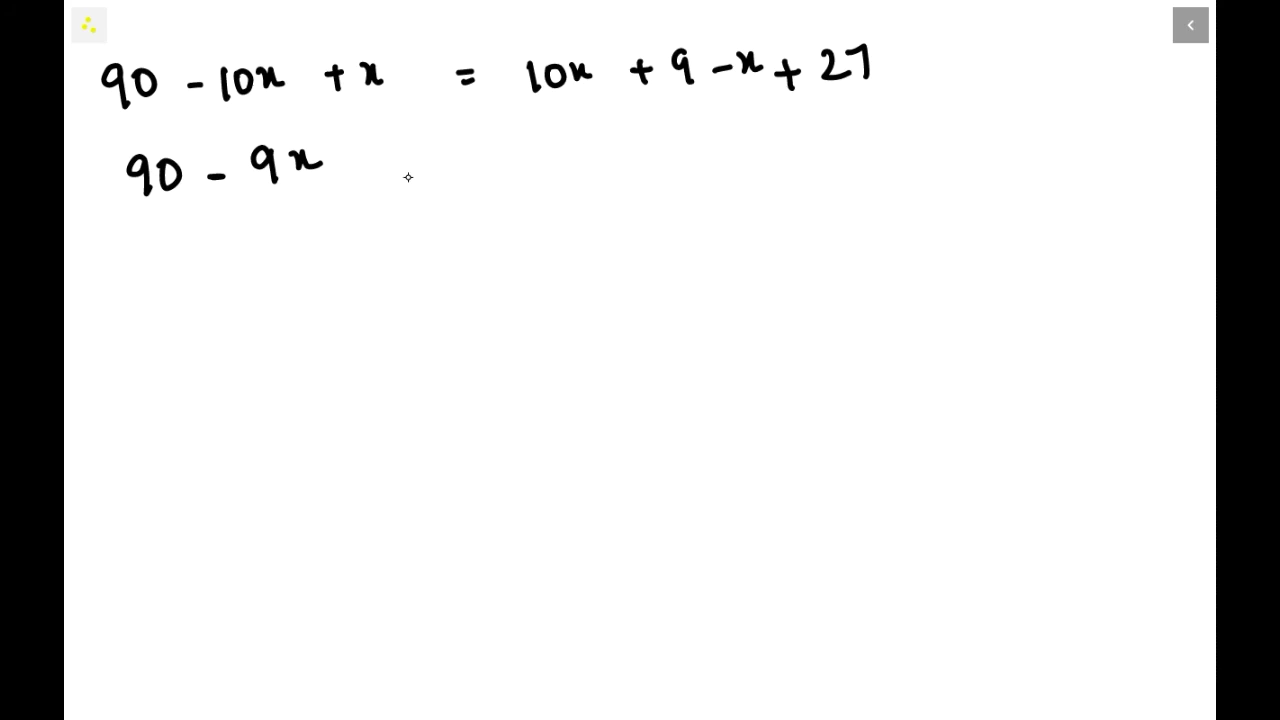 90 - 10x + x = 10x + 9 - x + 27
90 - 9x